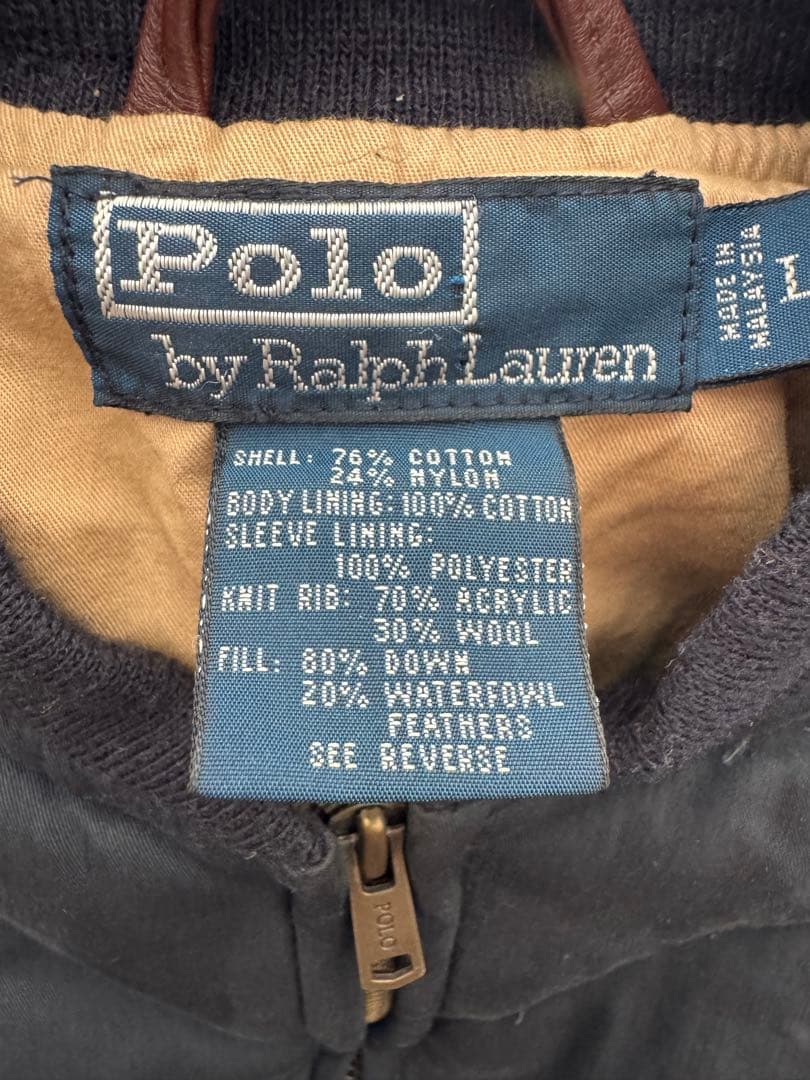 Polo
by Ralph Lauren
MADE IN
MALAYSIA
L
SHELL: 76% COTTON
24% NYLON
BODY LINING: 100% COTTON
SLEEVE LINING:
100% POLYESTER
KNIT RIB: 70% ACRYLIC
30% WOOL
FILL: 80% DOWN
20% WATERFOWL
FEATHERS
SEE REVERSE
POLO